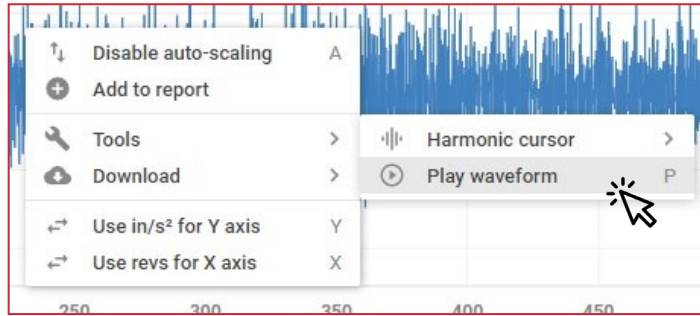 Disable auto-scaling A
Add to report
Tools
Download
Use in/s² for Y axis Y
Use revs for X axis X
Harmonic cursor
Play waveform P
250 300 350 400 450